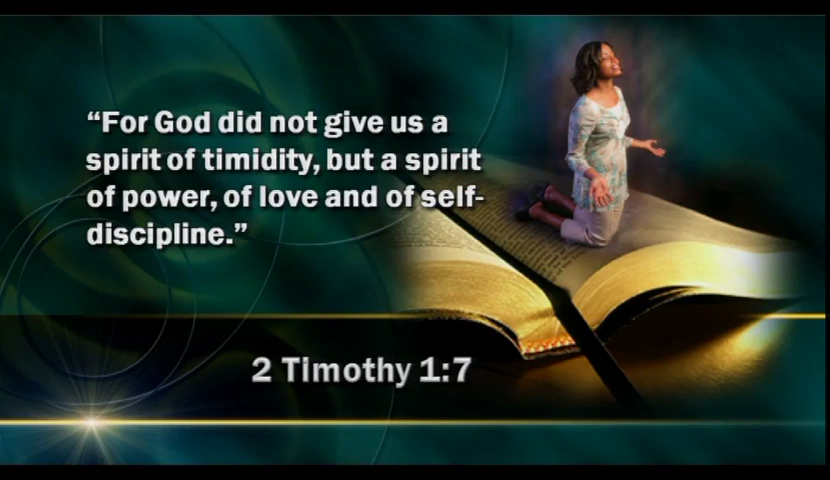 “For God did not give us a
spirit of timidity, but a spirit
of power, of love and of self-
discipline.”
2 Timothy 1:7